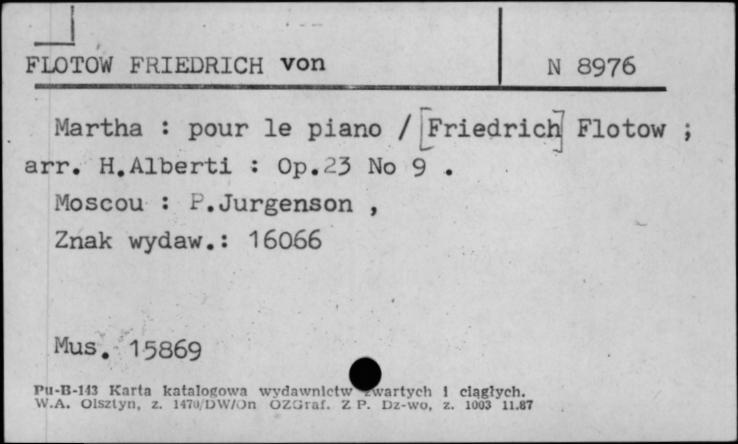 FLOTOW FRIEDRICH von
N 8976
Martha : pour le piano / [Friedrich] Flotow ;
arr. H.Alberti : Op.23 No 9 .
Moscou : P.Jurgenson ,
Znak wydaw.: 16066
Mus. 15869
Pu-B-143 Karta katalogowa wydawnictw zwartych i ciągłych.
W.A. Olsztyn, z. 1470/DW/On OZGraf. Z P. Dz-wo, z. 1003 11.87